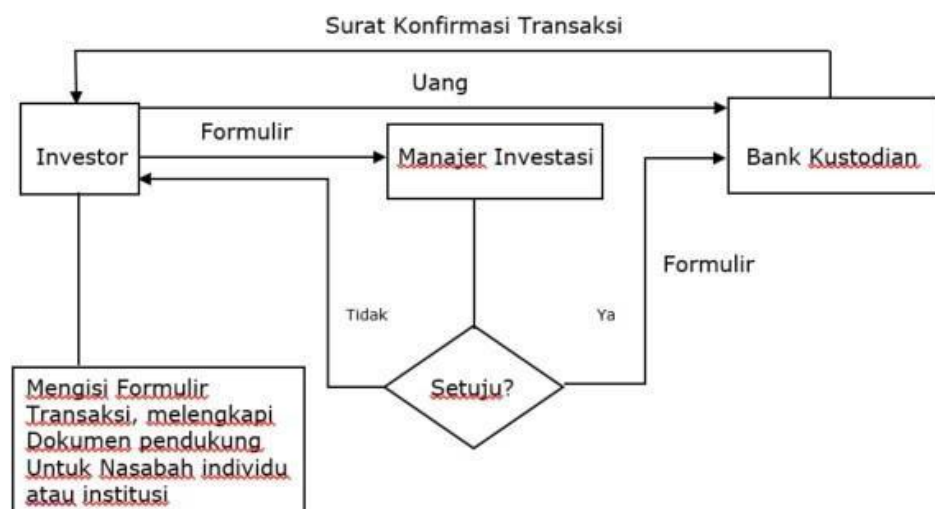 Surat Konfirmasi Transaksi
Uang
Formulir
Investor
Manajer Investasi
Bank Kustodian
Formulir
Tidak
Ya
Setuju?
Mengisi Formulir
Transaksi, melengkapi
Dokumen pendukung
Untuk Nasabah individu
atau institusi